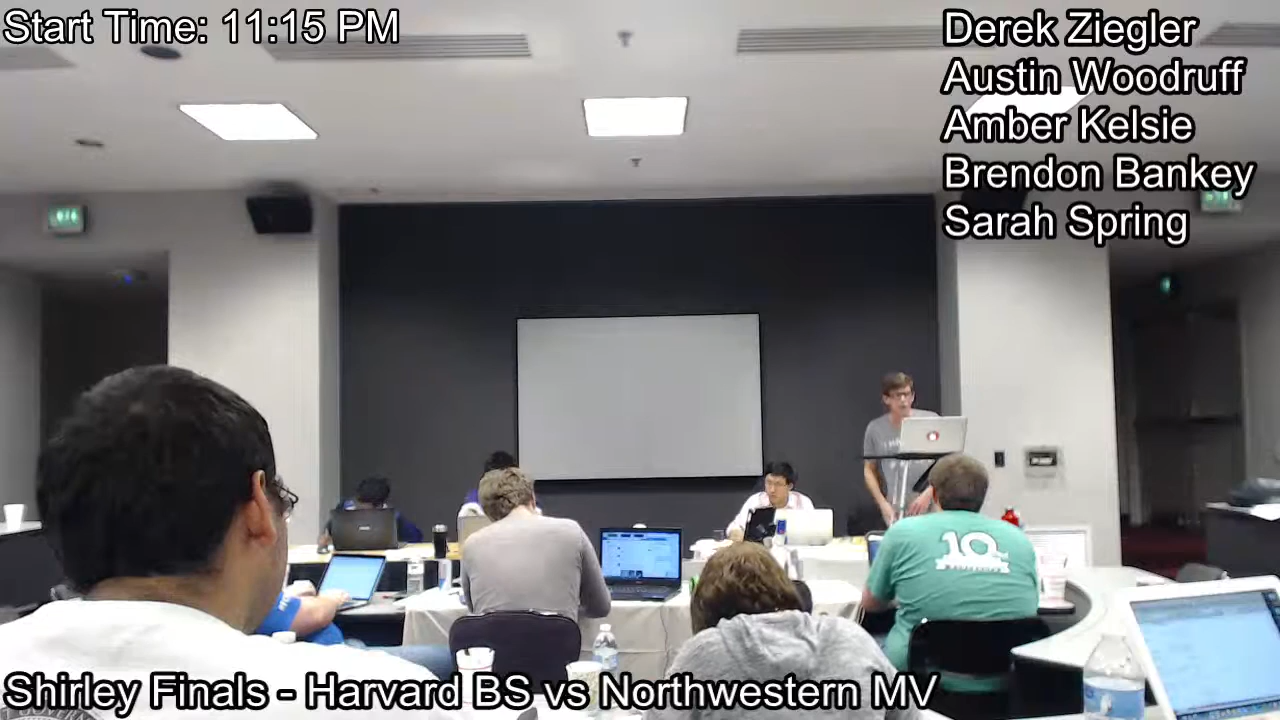 Start Time: 11:15 PM
Derek Ziegler
Austin Woodruff
Amber Kelsie
Brendon Bankey
Sarah Spring
10
Shirley Finals - Harvard BS vs Northwestern MV